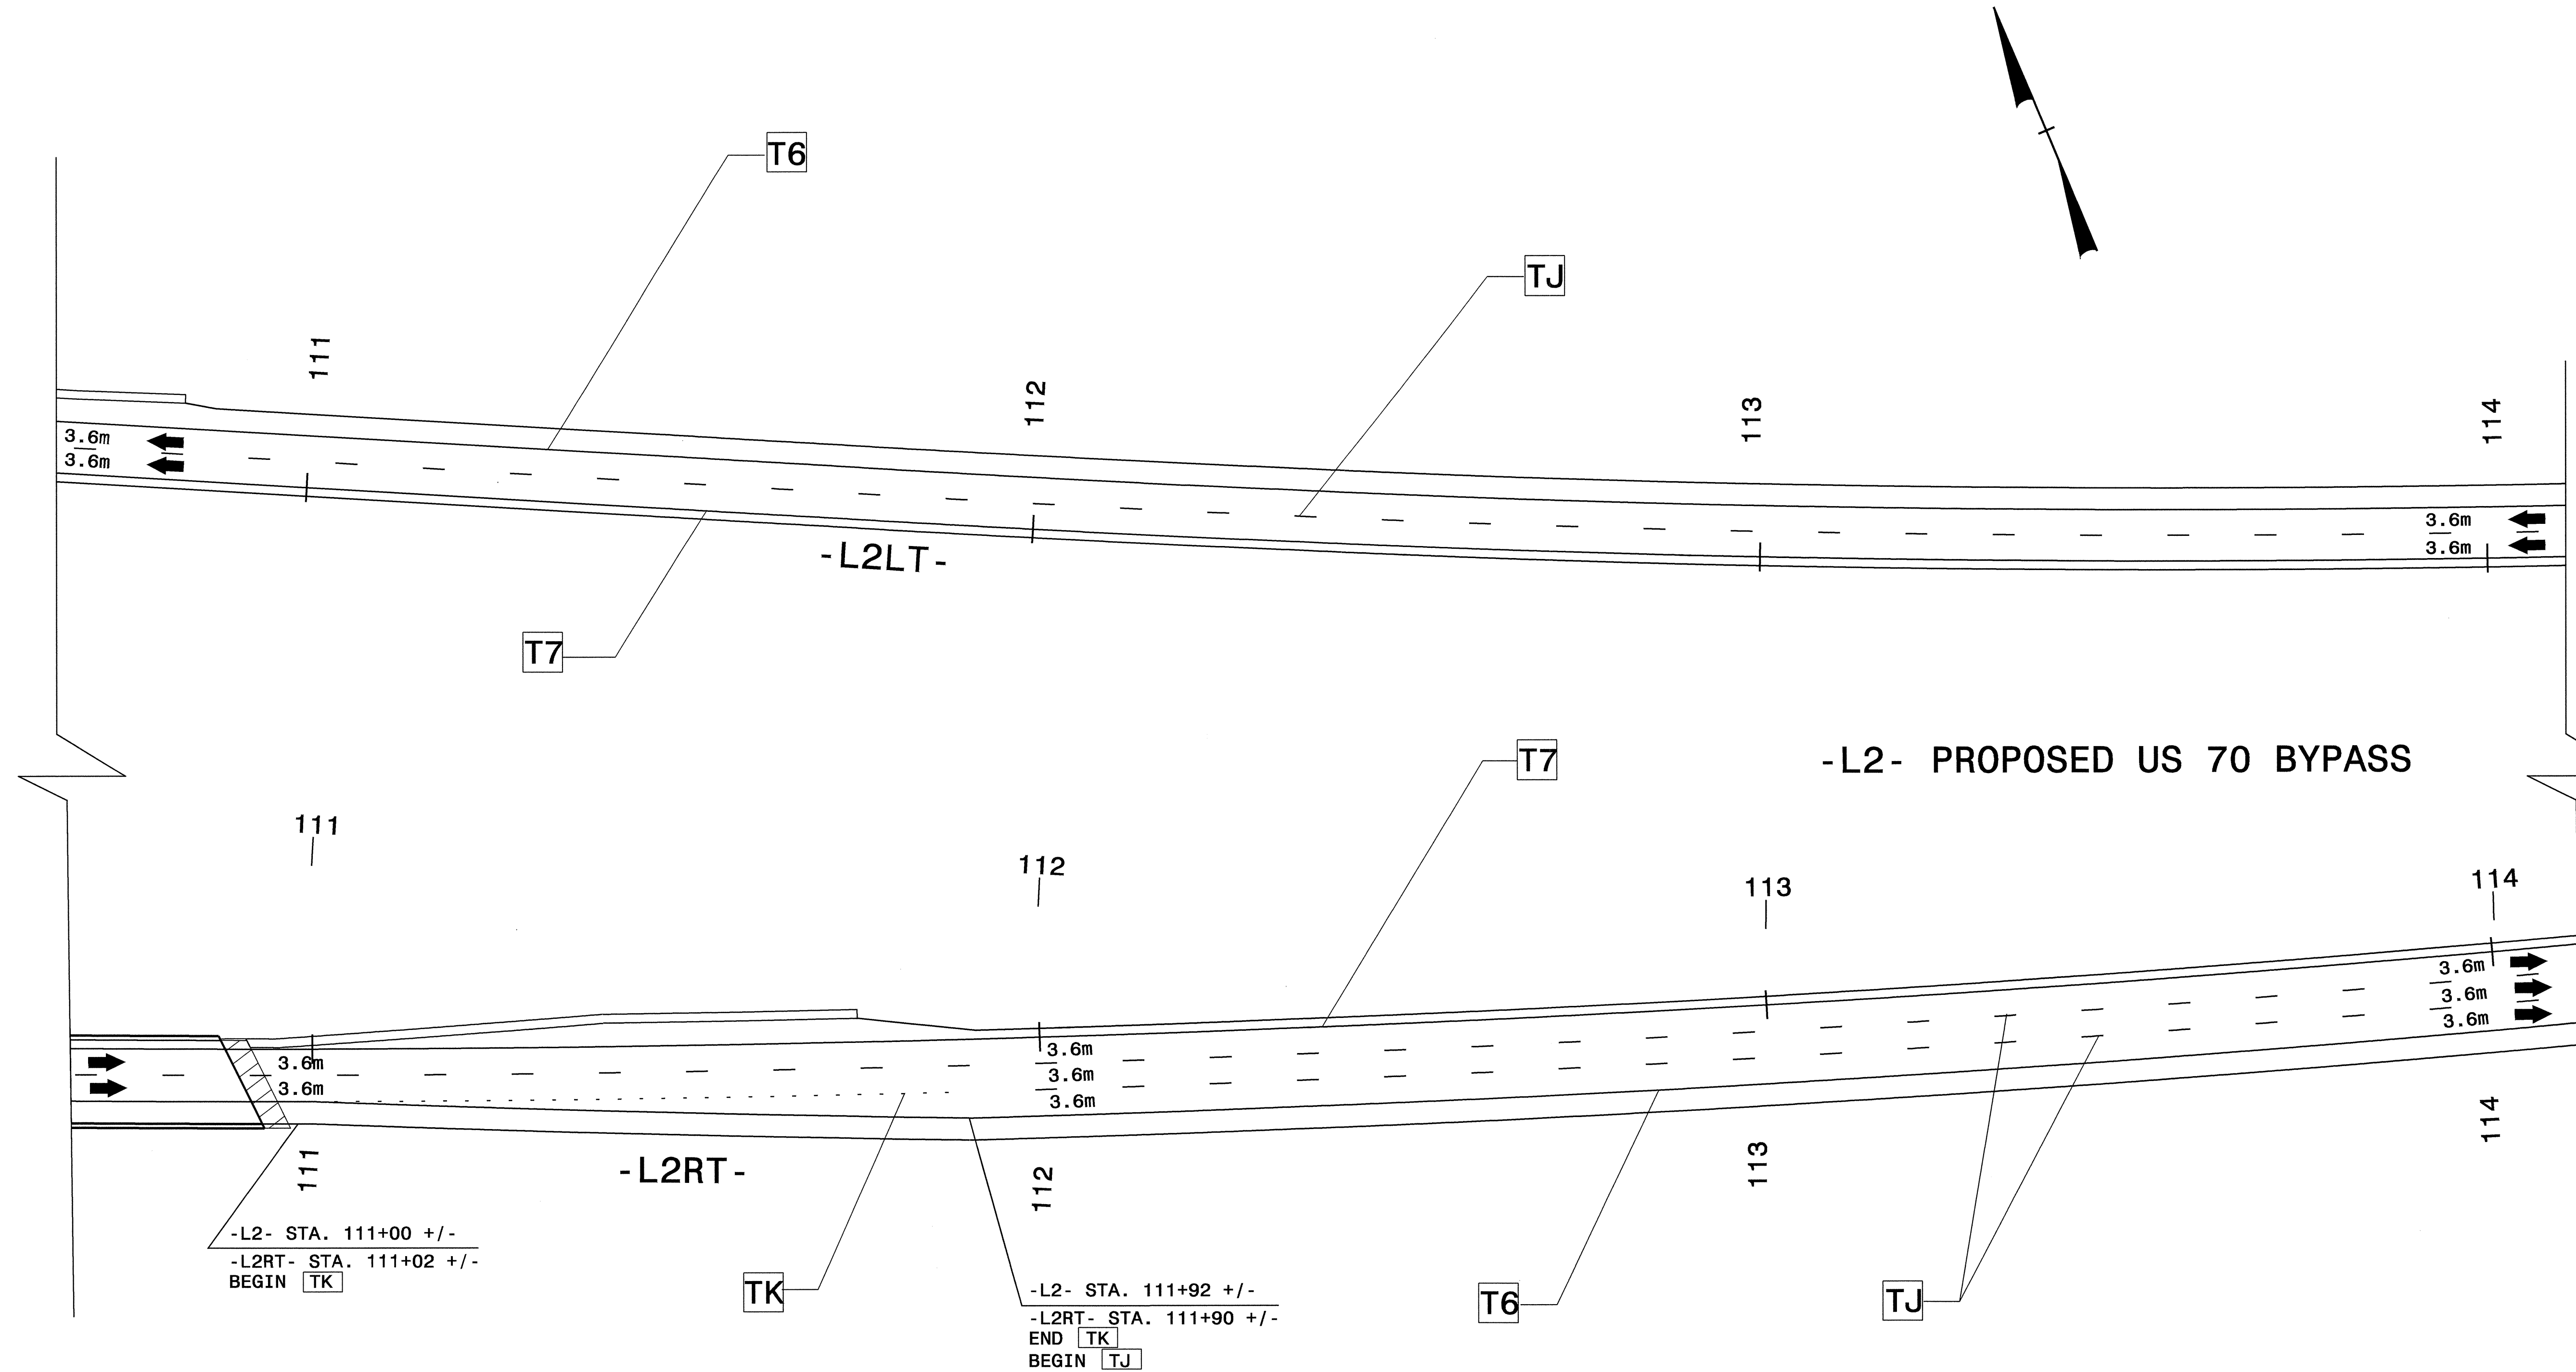 T6
TJ
111
112
113
114
3.6m
3.6m
3.6m
3.6m
-L2LT-
T7
T7
-L2- PROPOSED US 70 BYPASS
111
112
113
114
3.6m
3.6m
3.6m
3.6m
3.6m
3.6m
3.6m
3.6m
111
112
113
114
-L2RT-
-L2- STA. 111+00 +/-
-L2RT- STA. 111+02 +/-
BEGIN TK
TK
-L2- STA. 111+92 +/-
-L2RT- STA. 111+90 +/-
END TK
BEGIN TJ
T6
TJ